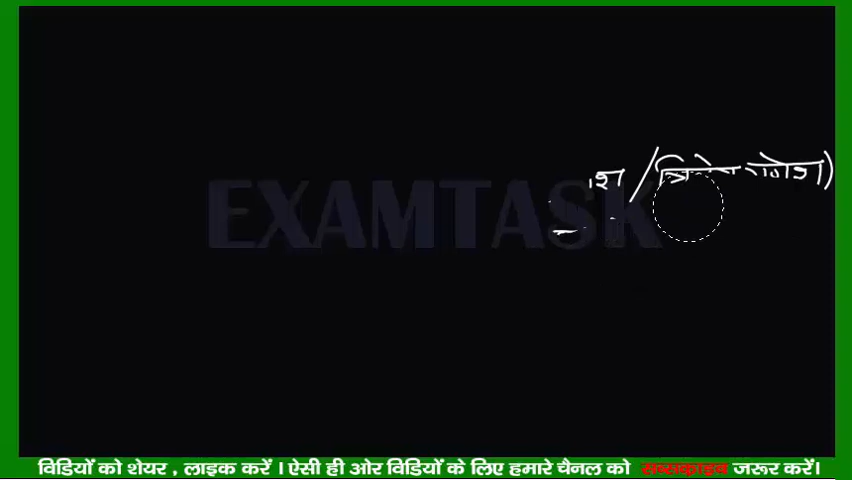 EXAMTASK
विडियों को शेयर , लाइक करें । ऐसी ही ओर विडियों के लिए हमारे चैनल को सब्सक्राइब जरूर करें।